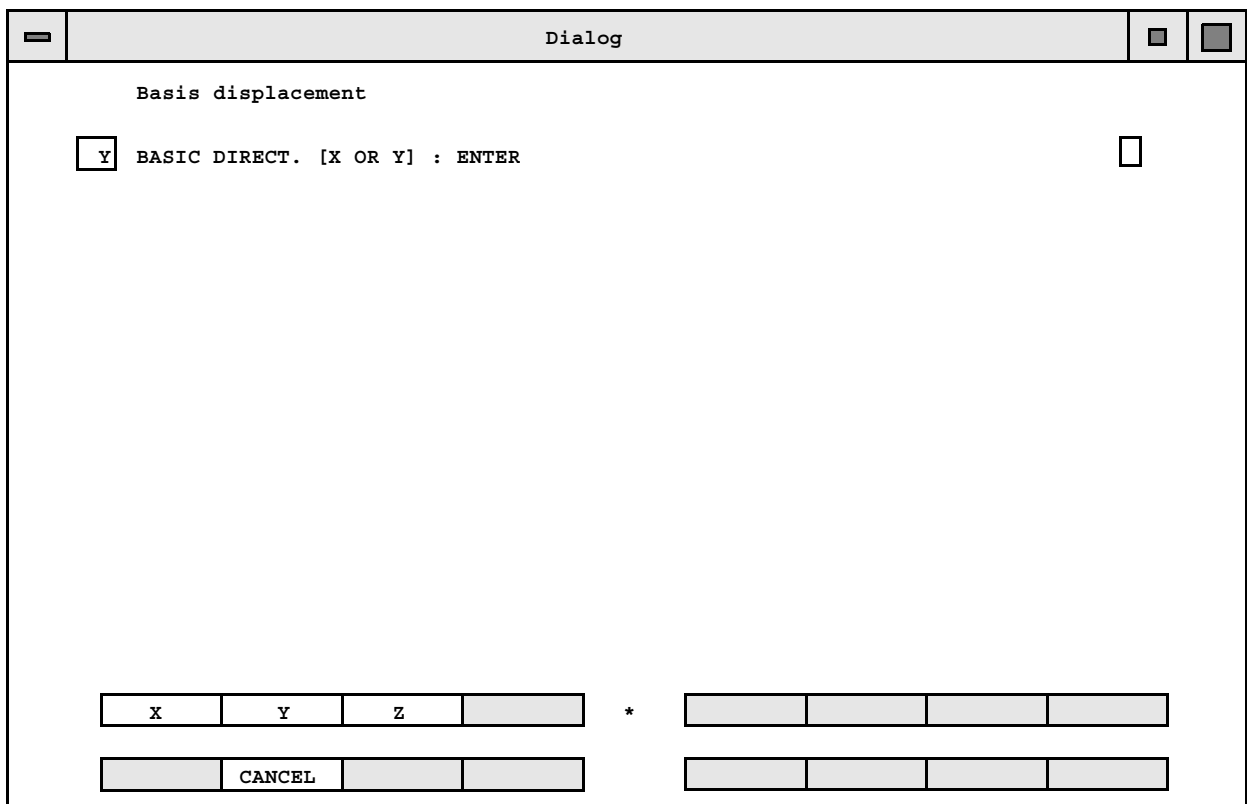 Dialog
Basis displacement
Y BASIC DIRECT. [X OR Y] : ENTER
X Y Z *
CANCEL